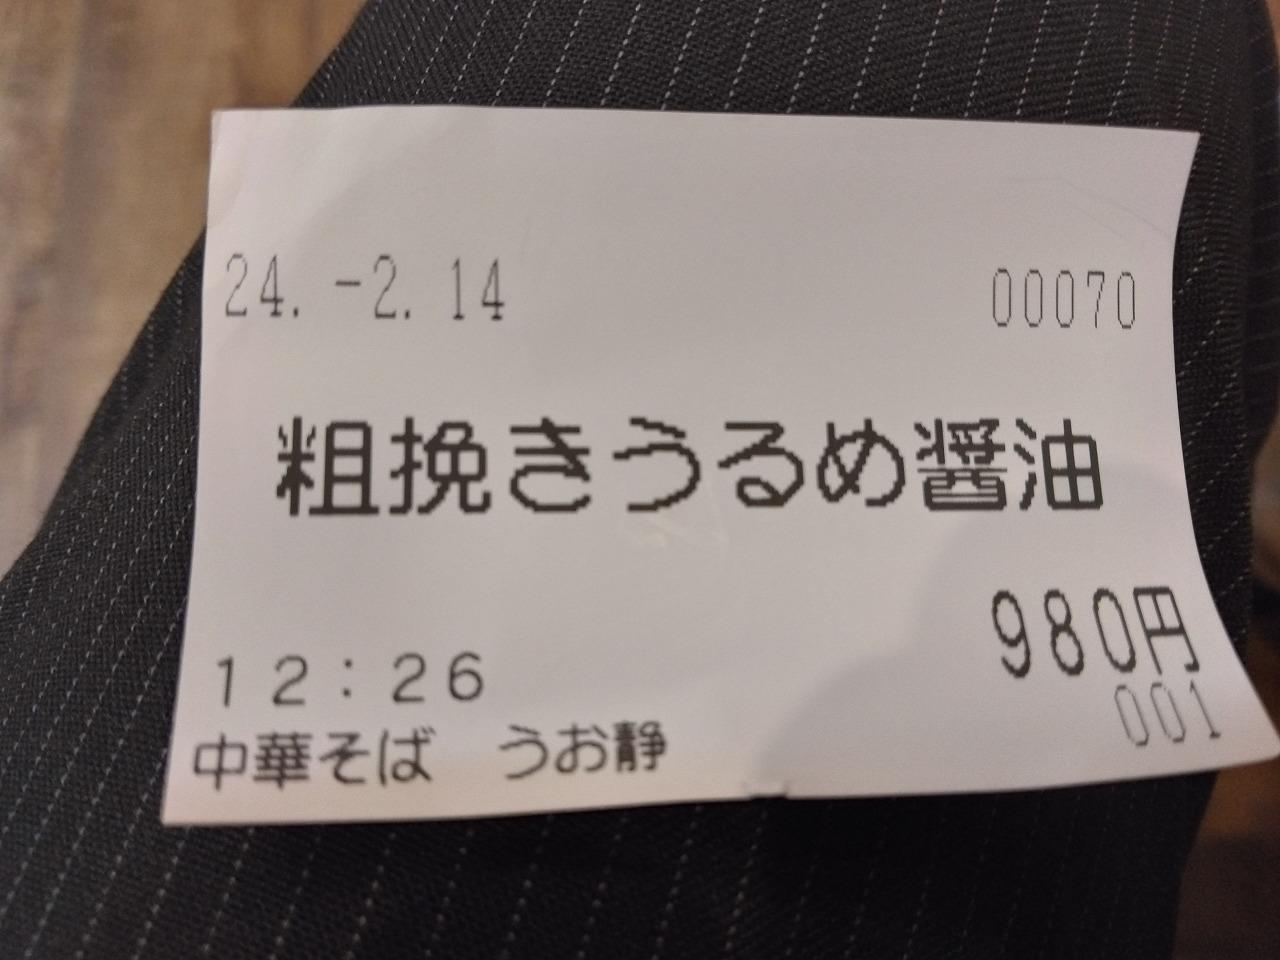 24. -2. 14 00070
粗挽きうるめ醤油
980円
12:26
001
中華そば うお静